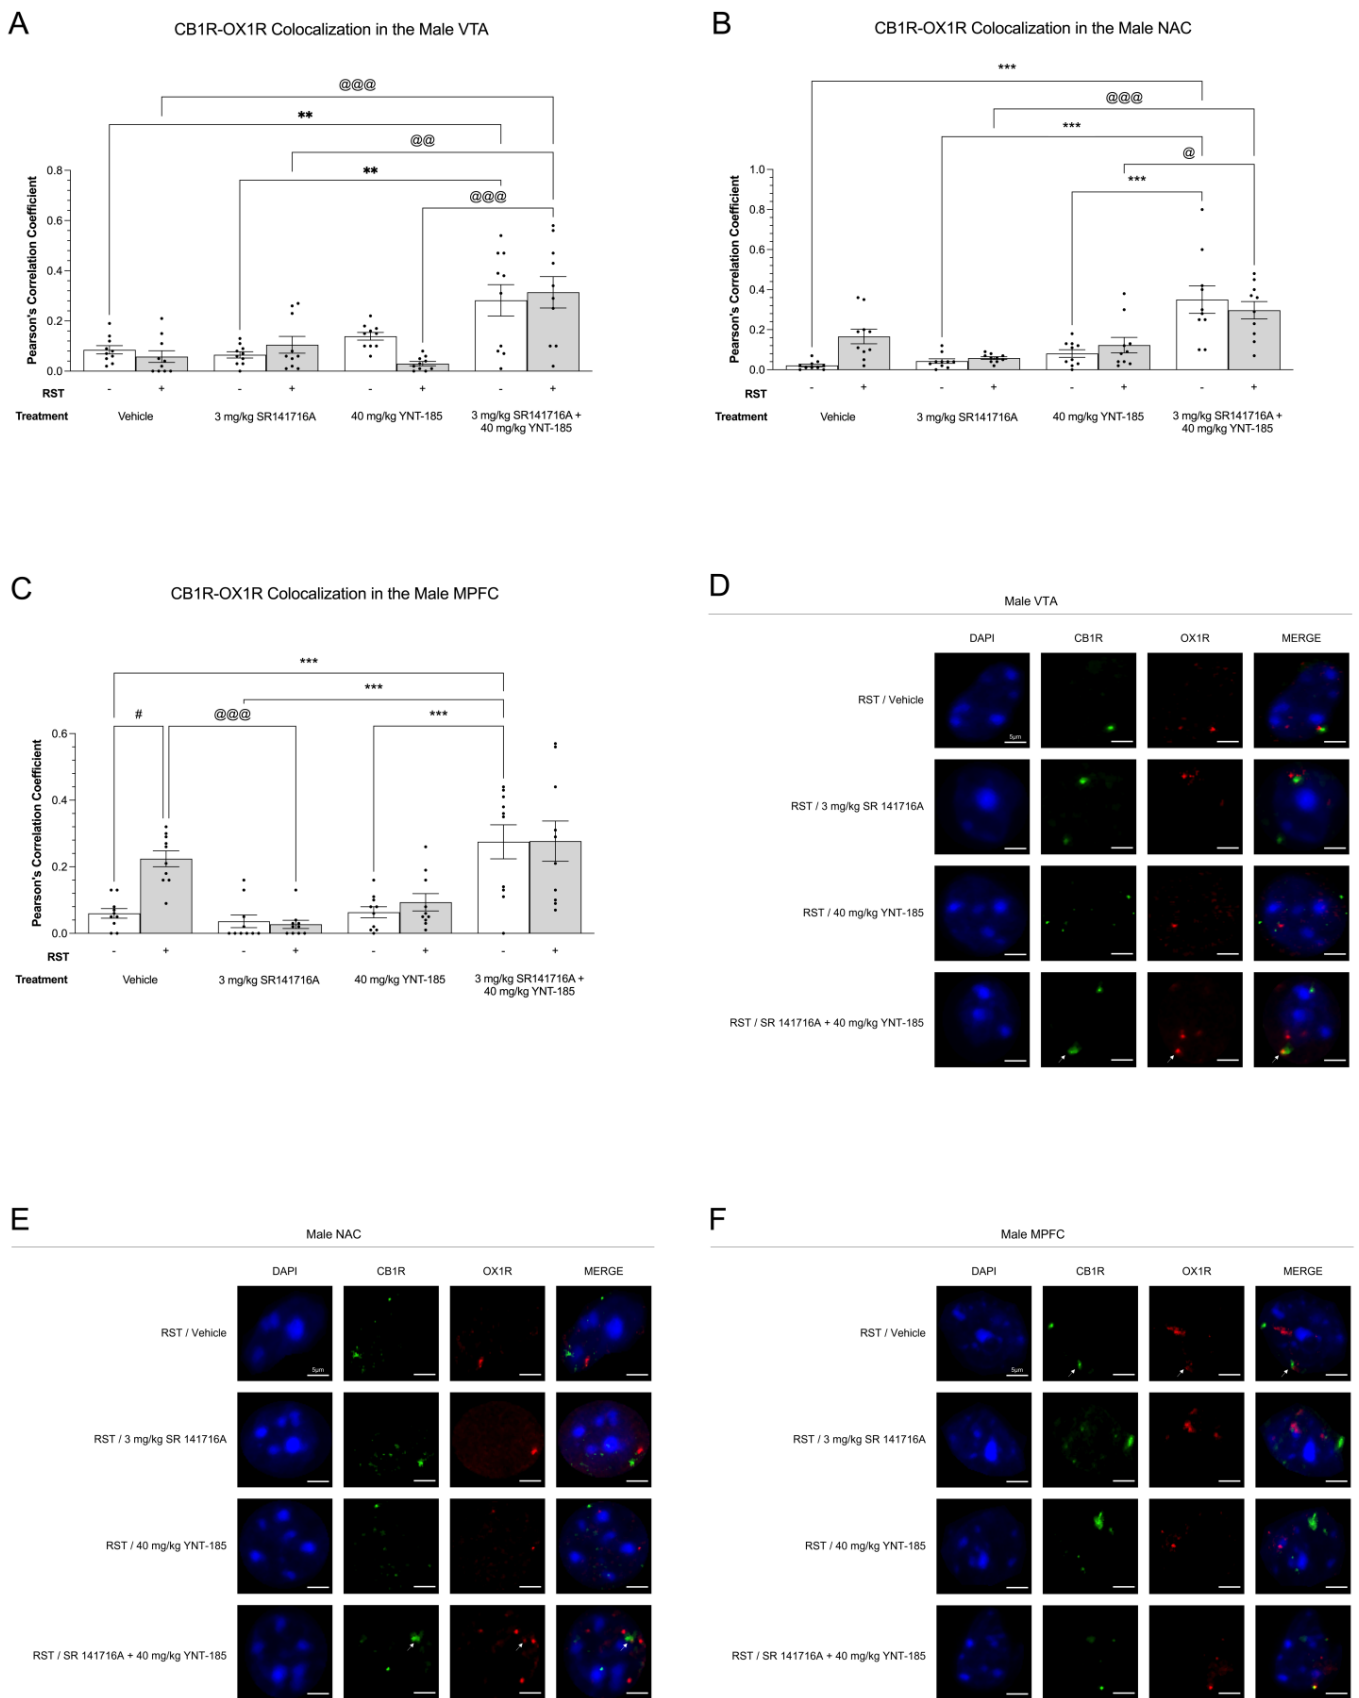 A
CB1R-OX1R Colocalization in the Male VTA
@@@
**
@@
**
@@@
Pearson's Correlation Coefficient
0.8
0.6
0.4
0.2
0.0
RST - + - + - + - +
Treatment Vehicle 3 mg/kg SR141716A 40 mg/kg YNT-185 3 mg/kg SR141716A +
40 mg/kg YNT-185
B
CB1R-OX1R Colocalization in the Male NAC
***
@@@
***
@
***
Pearson's Correlation Coefficient
1.0
0.8
0.6
0.4
0.2
0.0
RST - + - + - + - +
Treatment Vehicle 3 mg/kg SR141716A 40 mg/kg YNT-185 3 mg/kg SR141716A +
40 mg/kg YNT-185
C
CB1R-OX1R Colocalization in the Male MPFC
***
***
# @@@ ***
Pearson's Correlation Coefficient
0.6
0.4
0.2
0.0
RST - + - + - + - +
Treatment Vehicle 3 mg/kg SR141716A 40 mg/kg YNT-185 3 mg/kg SR141716A +
40 mg/kg YNT-185
D
Male VTA
DAPI CB1R OX1R MERGE
RST / Vehicle
5μm
RST / 3 mg/kg SR 141716A
RST / 40 mg/kg YNT-185
RST / SR 141716A + 40 mg/kg YNT-185
E
Male NAC
DAPI CB1R OX1R MERGE
RST / Vehicle
5μm
RST / 3 mg/kg SR 141716A
RST / 40 mg/kg YNT-185
RST / SR 141716A + 40 mg/kg YNT-185
F
Male MPFC
DAPI CB1R OX1R MERGE
RST / Vehicle
5μm
RST / 3 mg/kg SR 141716A
RST / 40 mg/kg YNT-185
RST / SR 141716A + 40 mg/kg YNT-185